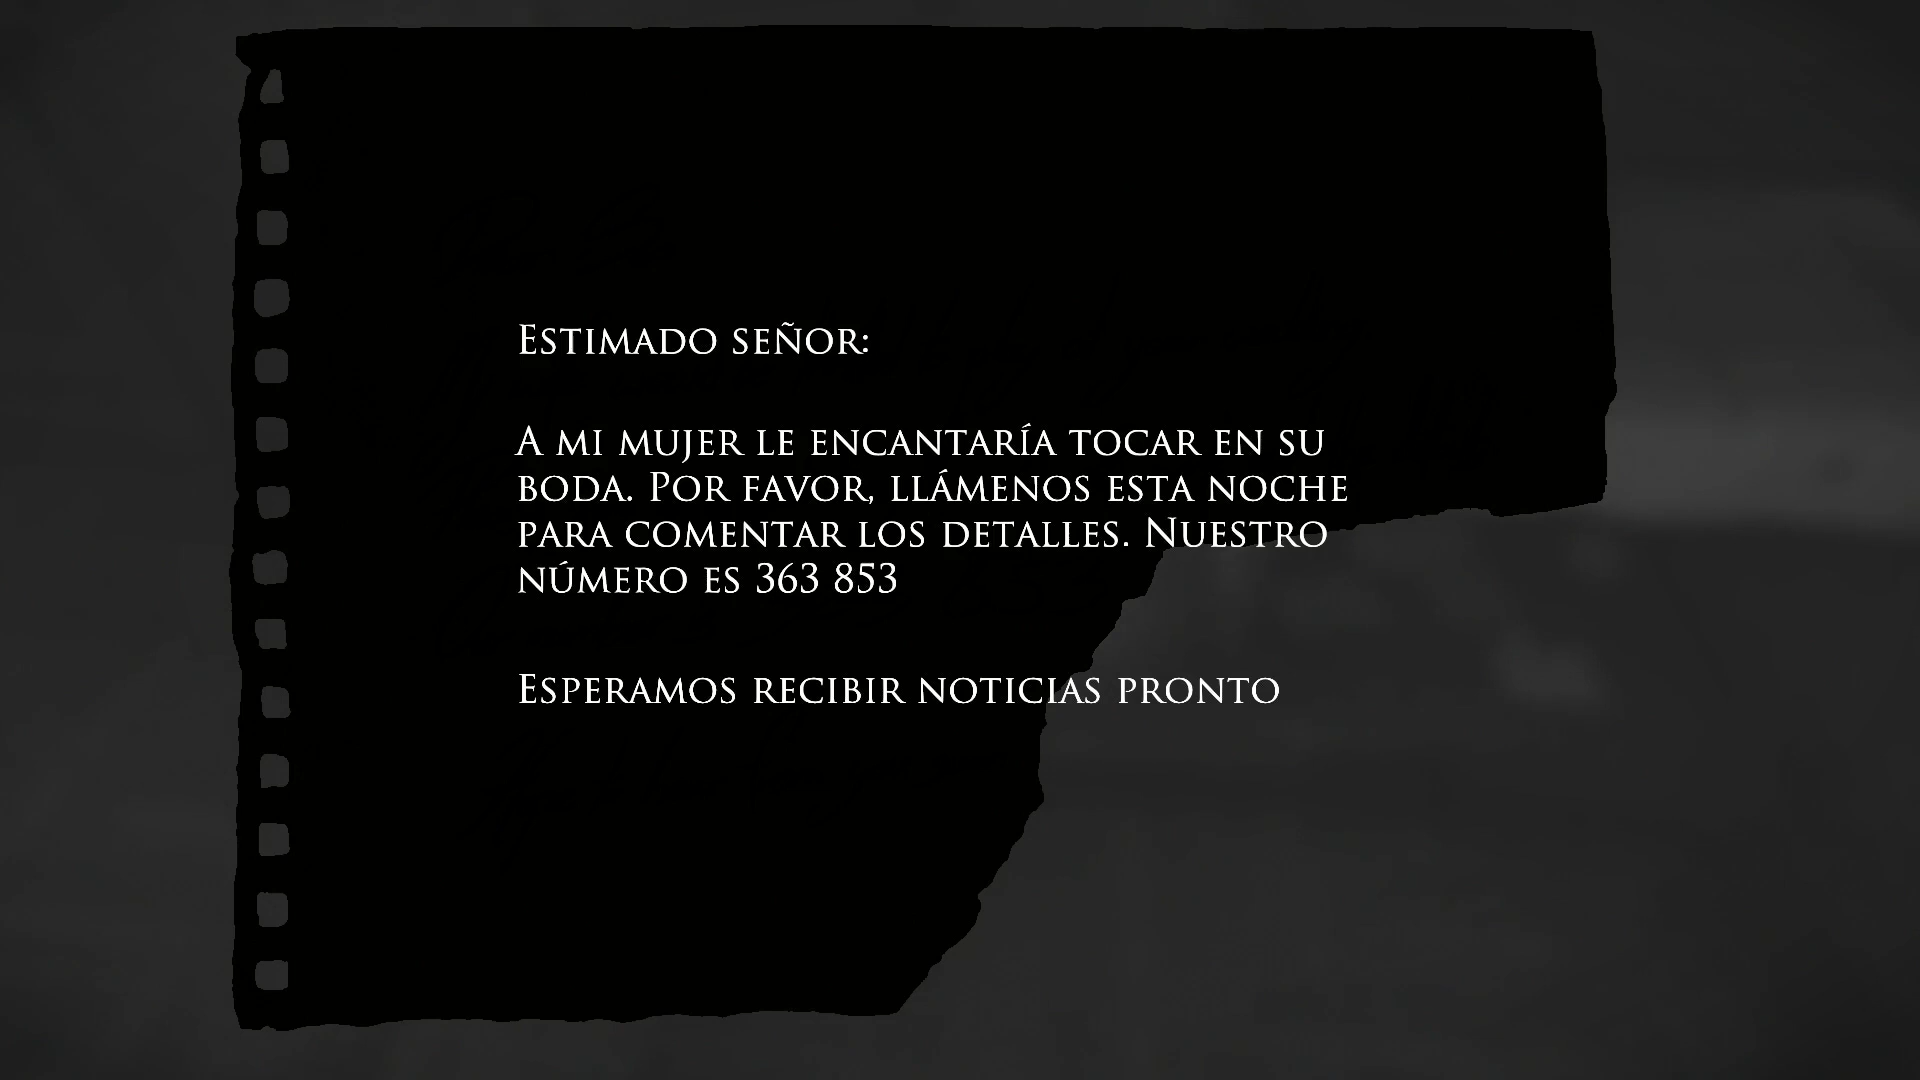 Estimado señor:
A mi mujer le encantaría tocar en su
boda. Por favor, llámenos esta noche
para comentar los detalles. Nuestro
número es 363 853
Esperamos recibir noticias pronto